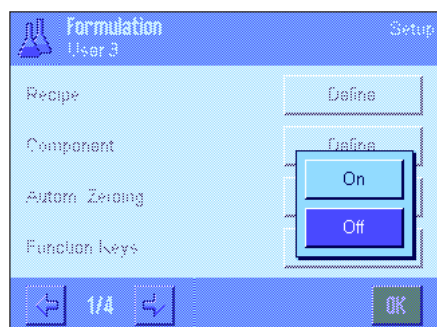 Formulation
User 3
Setup
Recipe
Define
Component
Define
On
Autom. Zeroing
Off
Function Keys
1/4
OK